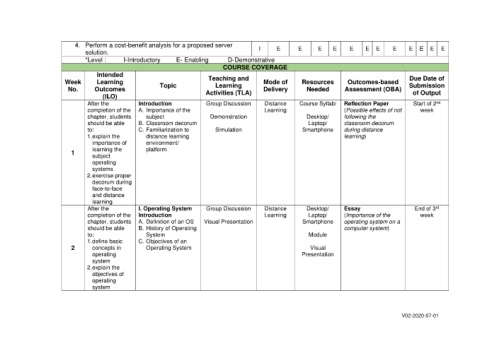 4. Perform a cost-benefit analysis for a proposed server solution. I E E E E E E E E E E E E
*Level : I-Introductory E- Enabling D-Demonstrative
COURSE COVERAGE
Week No.
Intended Learning Outcomes (ILO)
Topic
Teaching and Learning Activities (TLA)
Mode of Delivery
Resources Needed
Outcomes-based Assessment (OBA)
Due Date of Submission of Output
1
After the
completion of the
chapter, students
should be able
to:
1.explain the
importance of
learning the
subject
operating
systems
2.exercise proper
decorum during
face-to-face
and distance
learning
Introduction
A. Importance of the
subject
B. Classroom decorum
C. Familiarization to
distance learning
environment/
platform
Group Discussion
Demonstration
Simulation
Distance
Learning
Course Syllabi
Desktop/
Laptop/
Smartphone
Reflection Paper
(Possible effects of not
following the
classroom decorum
during distance
learning)
Start of 2nd
week
2
After the
completion of the
chapter, students
should be able
to:
1.define basic
concepts in
operating
system
2.explain the
objectives of
operating
system
I. Operating System
Introduction
A. Definition of an OS
B. History of Operating
System
C. Objectives of an
Operating System
Group Discussion
Visual Presentation
Distance
Learning
Desktop/
Laptop/
Smartphone
Module
Visual
Presentation
Essay
(Importance of the
operating system on a
computer system)
End of 3rd
week
V02-2020-07-01